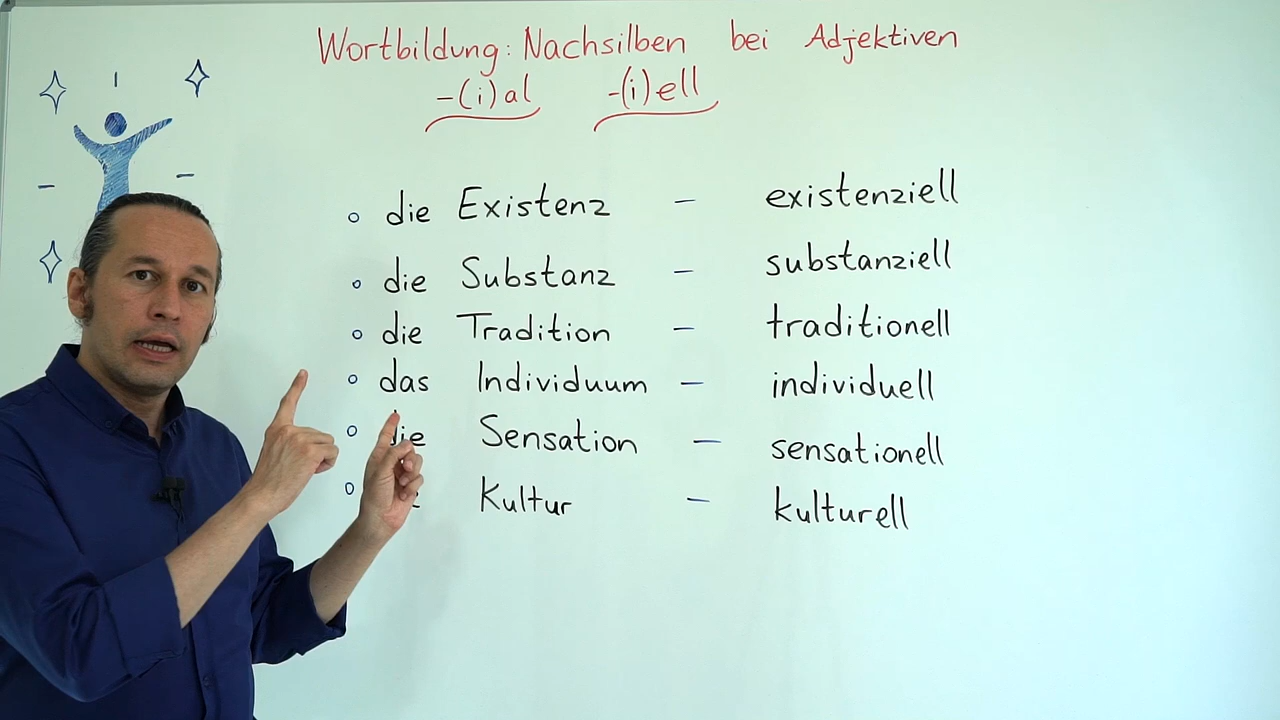 Wortbildung: Nachsilben bei Adjektiven
-(i)al -(i)ell
die Existenz - existenziell
die Substanz - substanziell
die Tradition - traditionell
das Individuum - individuell
die Sensation - sensationell
Kultur - kulturell